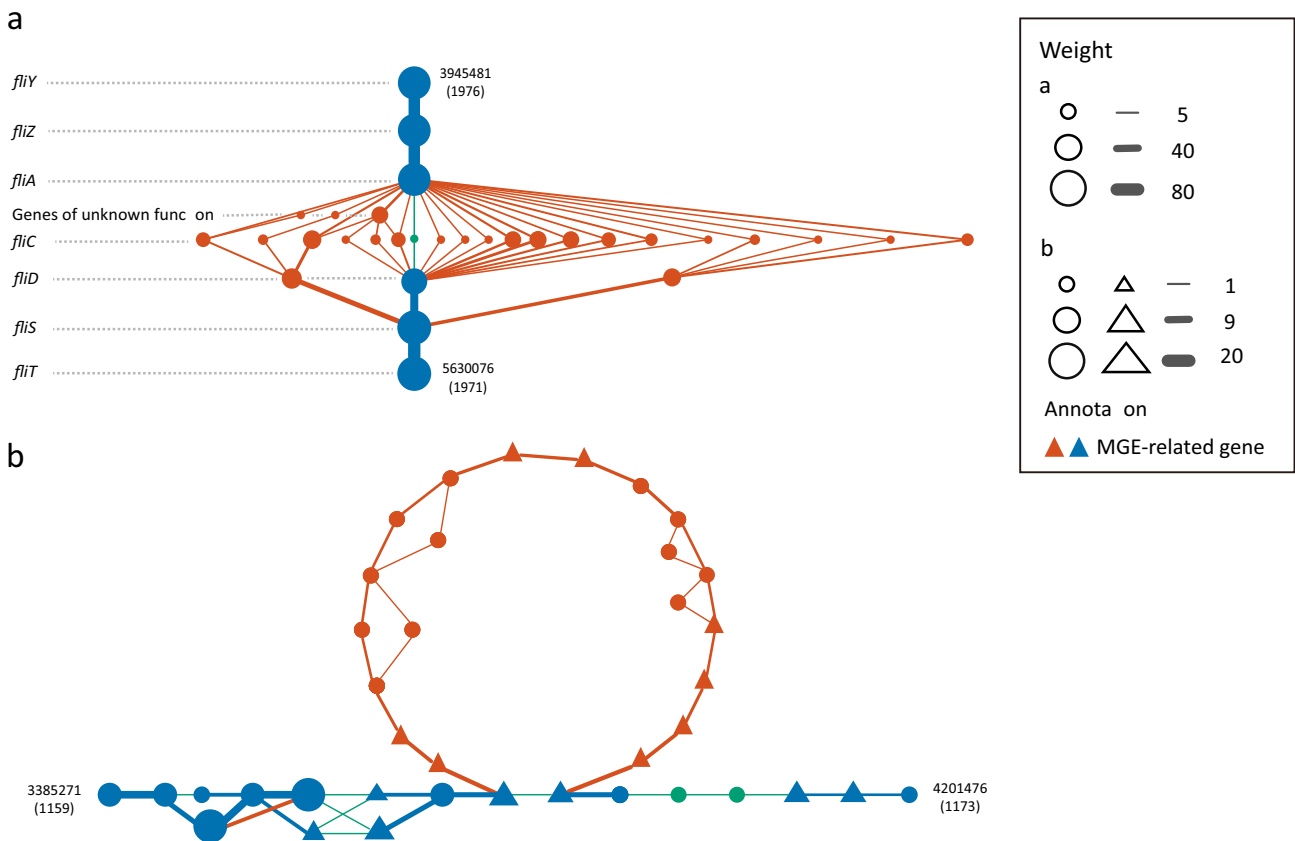 a
fliY
3945481
(1976)
fliZ
fliA
Genes of unknown func on
fliC
fliD
fliS
fliT
5630076
(1971)
b
3385271
(1159)
4201476
(1173)
Weight
a
5
40
80
b
1
9
20
Annota on
MGE-related gene